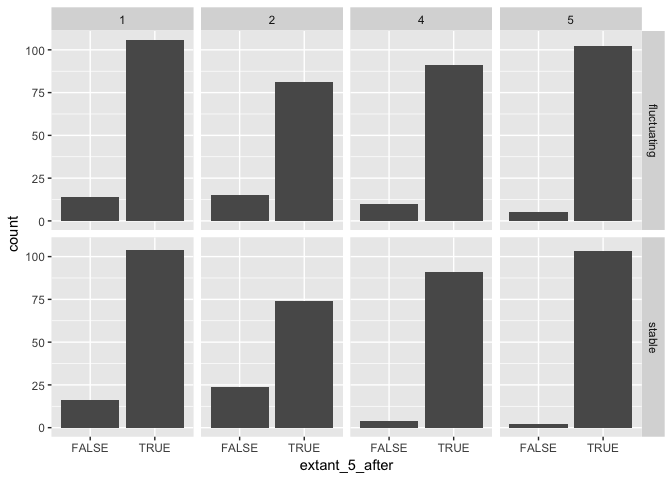 1 2 4 5
count
100
75
50
25
0
fluctuating
100
75
50
25
0
stable
FALSE TRUE FALSE TRUE FALSE TRUE FALSE TRUE
extant_5_after